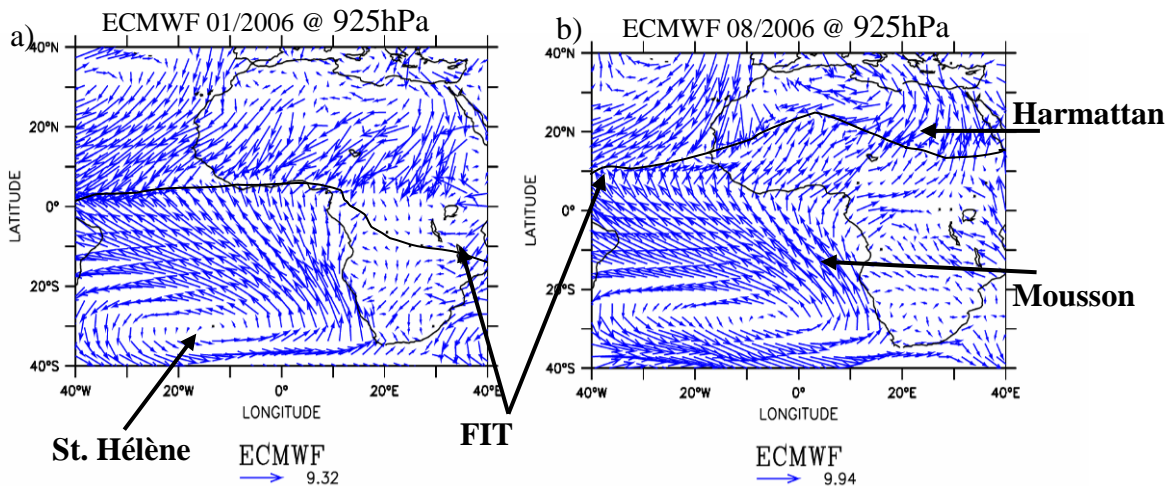 a)
ECMWF 01/2006 @ 925hPa
40°N
20°N
0°
20°S
40°S
LATITUDE
40°W
20°W
0°
20°E
40°E
LONGITUDE
St. Hélène
FIT
ECMWF
9.32
b)
ECMWF 08/2006 @ 925hPa
40°N
20°N
0°
20°S
40°S
LATITUDE
40°W
20°W
0°
20°E
40°E
LONGITUDE
Harmattan
Mousson
ECMWF
9.94